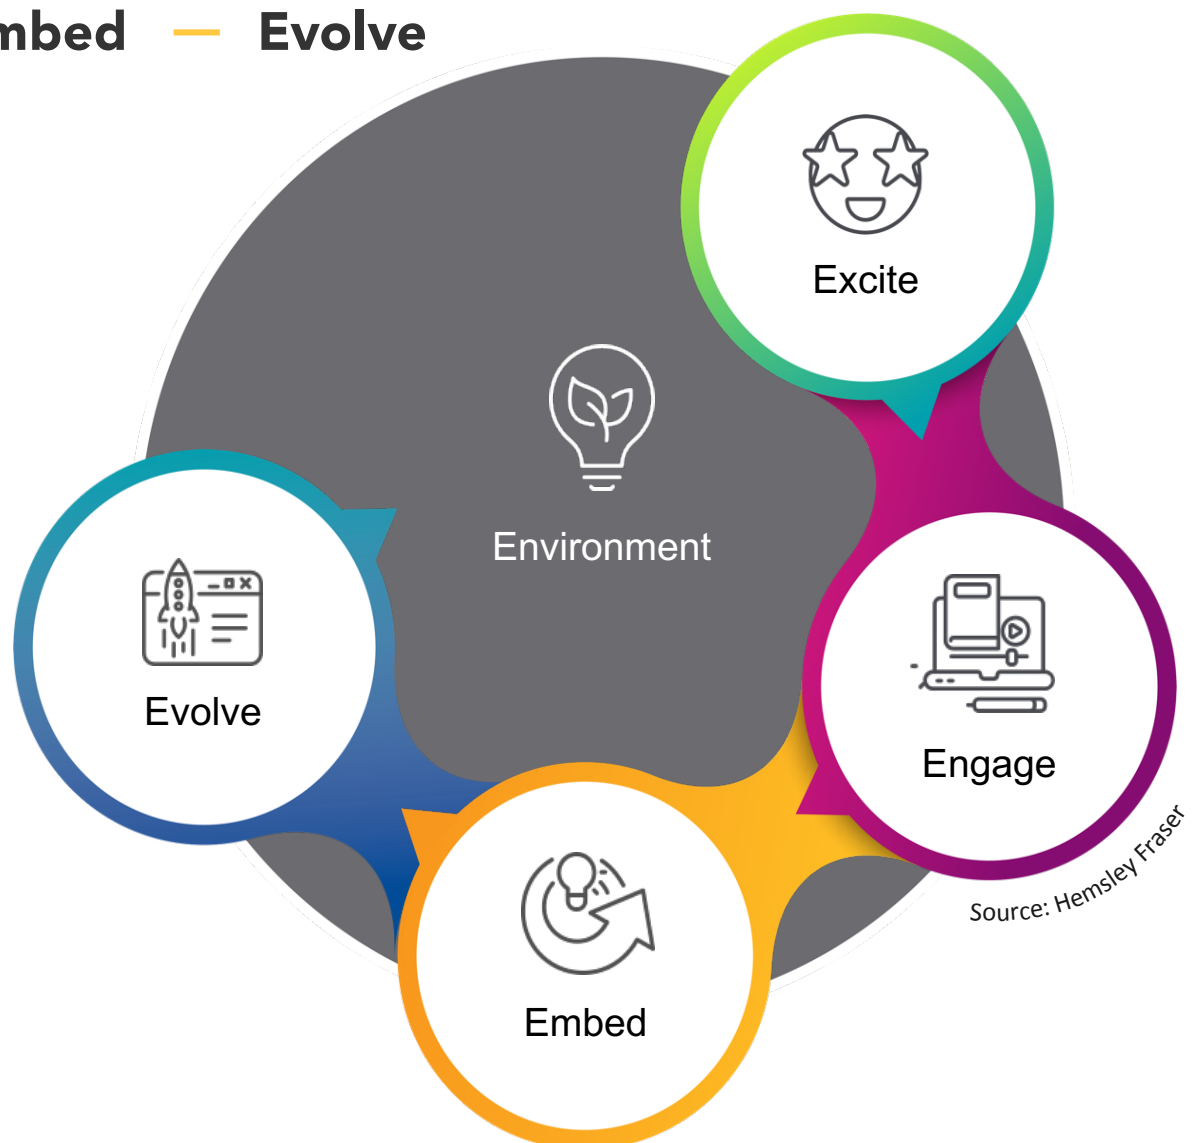 mbed — Evolve
Excite
Environment
Evolve
Engage
Source: Hemsley Fraser
Embed